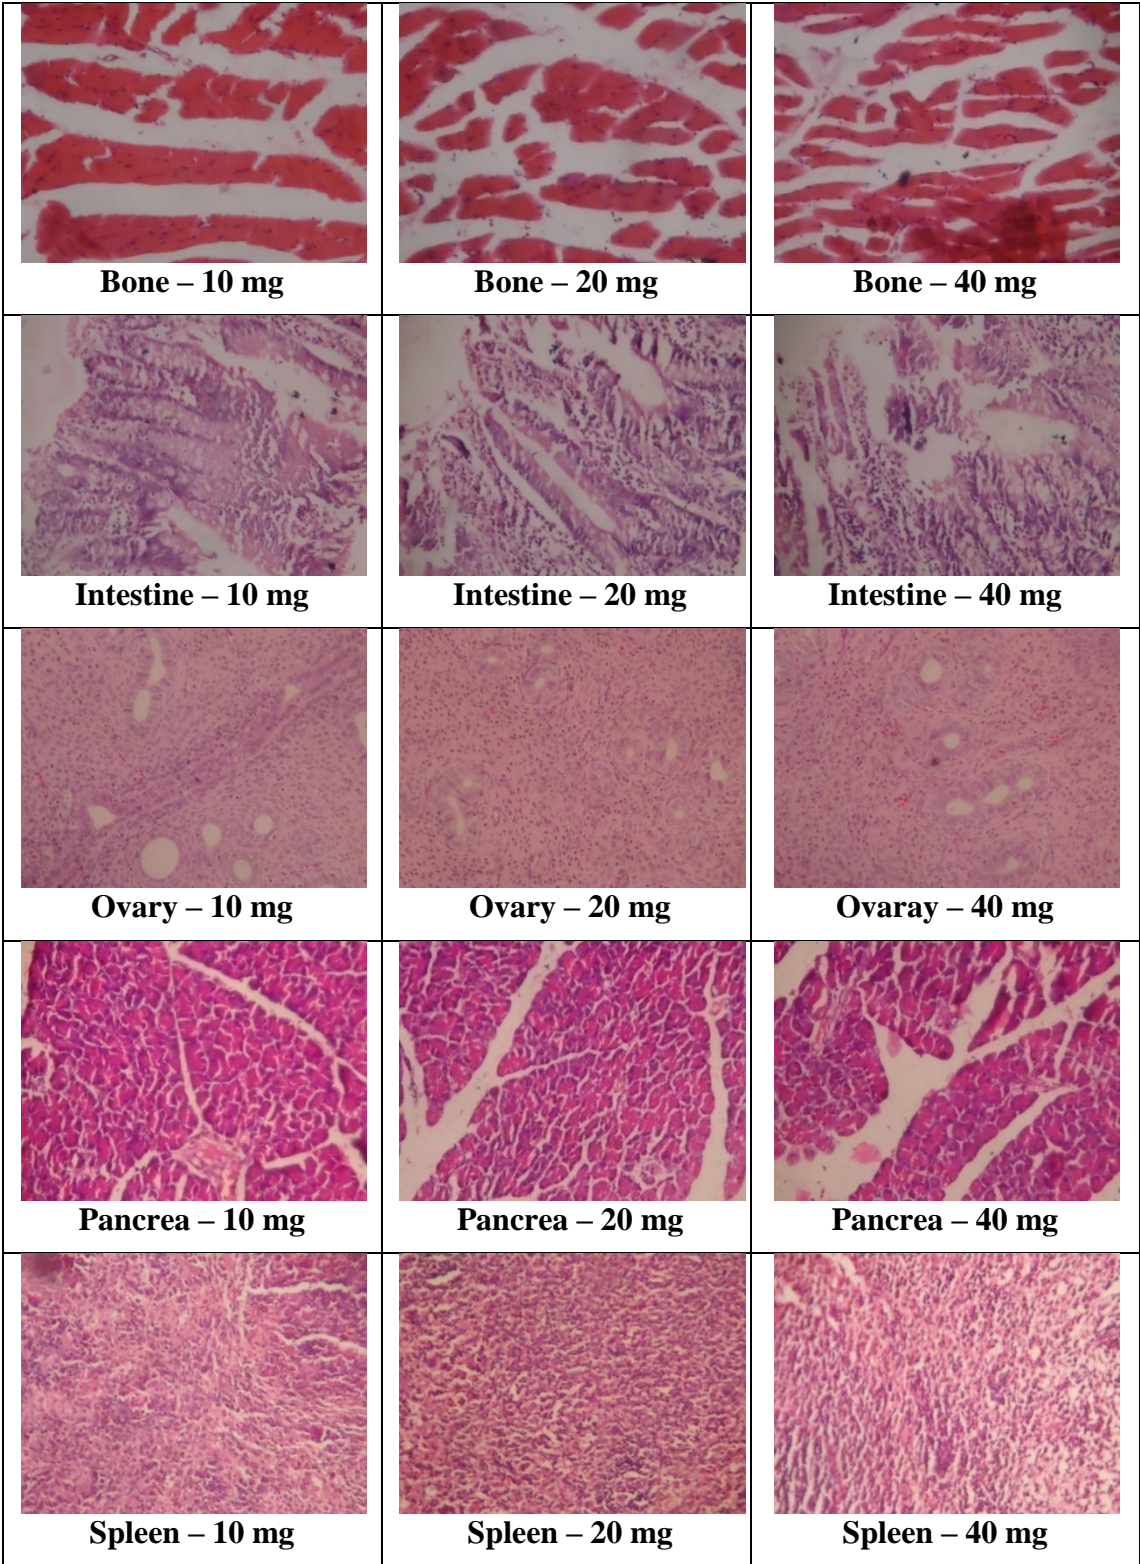 Bone – 10 mg
Bone – 20 mg
Bone – 40 mg
Intestine – 10 mg
Intestine – 20 mg
Intestine – 40 mg
Ovary – 10 mg
Ovary – 20 mg
Ovaray – 40 mg
Pancrea – 10 mg
Pancrea – 20 mg
Pancrea – 40 mg
Spleen – 10 mg
Spleen – 20 mg
Spleen – 40 mg